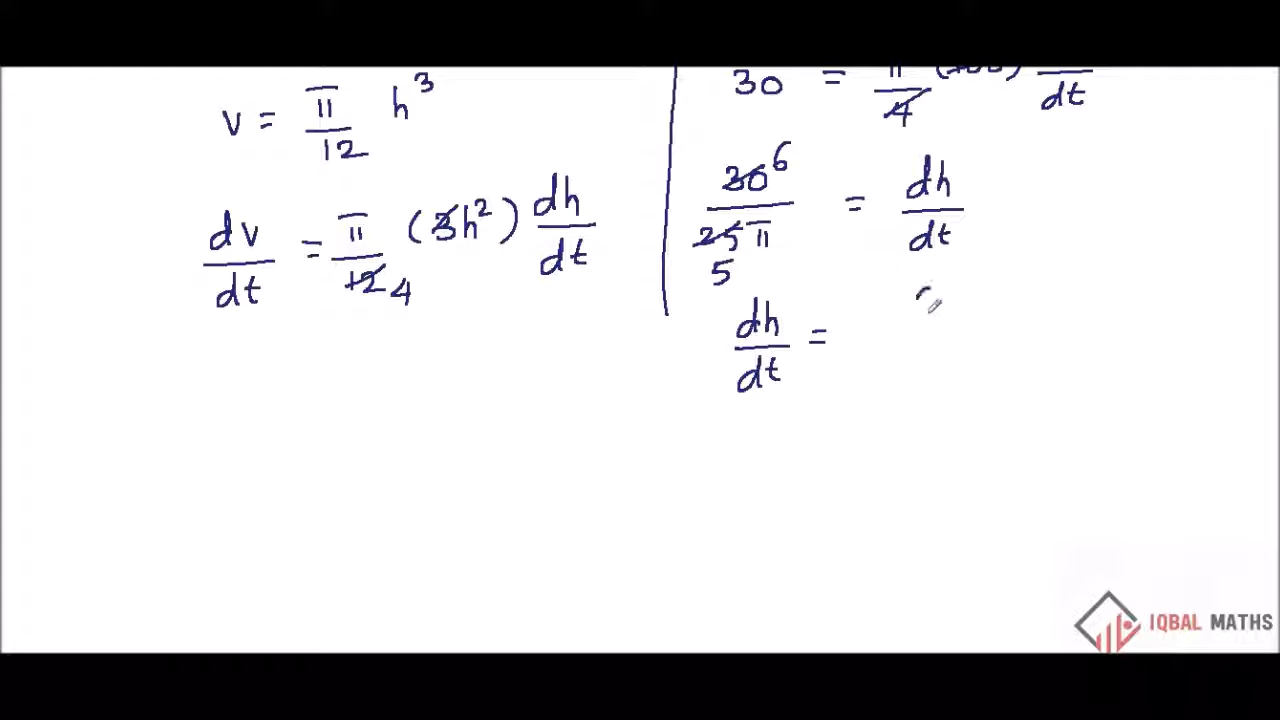 v = π/12 h³
dv/dt = π/12 4 (3h²) dh/dt
30 = π/4 (100) /dt
30 6 / 25 5 π = dh/dt
dh/dt =
IQBAL MATHS